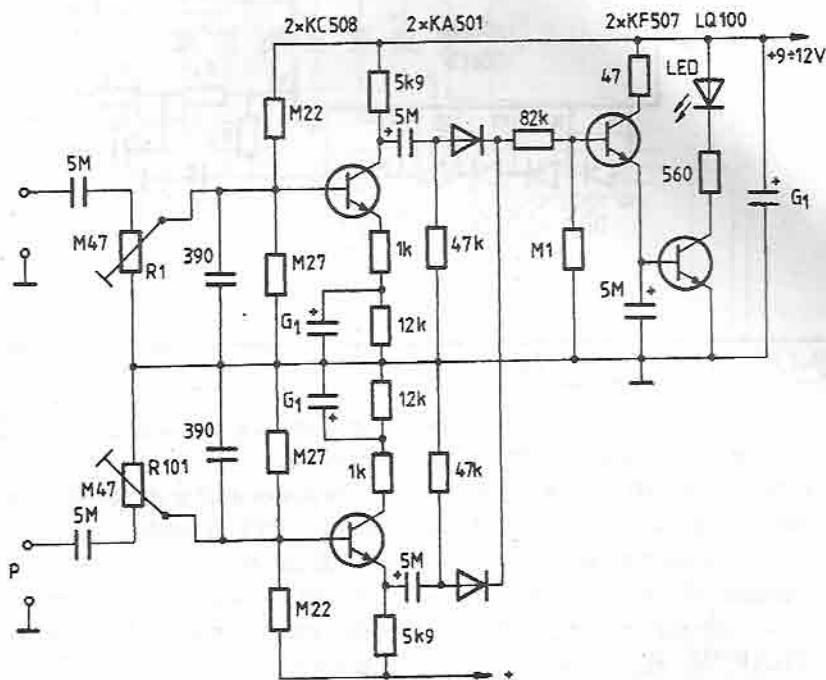 2×KC508 2×KA501 2×KF507 LQ100
+9÷12V
5k9
47
LED
M22
5M
82k
5M
560
G1
M47
R1
390
M27
1k
47k
M1
5M
G1
12k
G1
12k
390
M27
R101
M47
1k
47k
5M
P
5M
M22
5k9
+